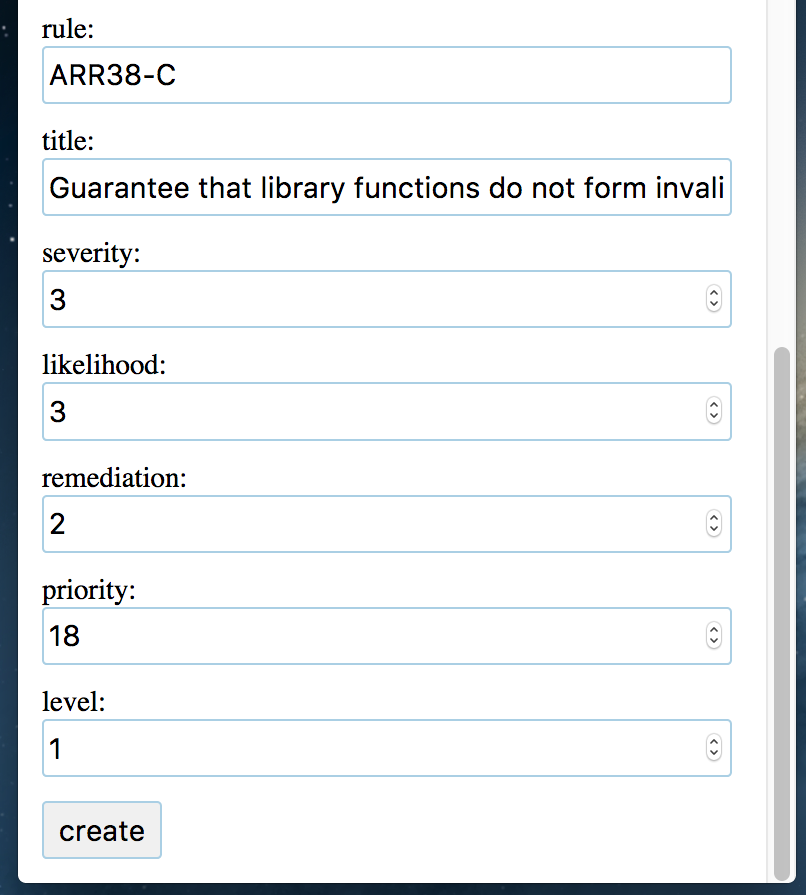 rule:
ARR38-C
title:
Guarantee that library functions do not form invali
severity:
3
likelihood:
3
remediation:
2
priority:
18
level:
1
create